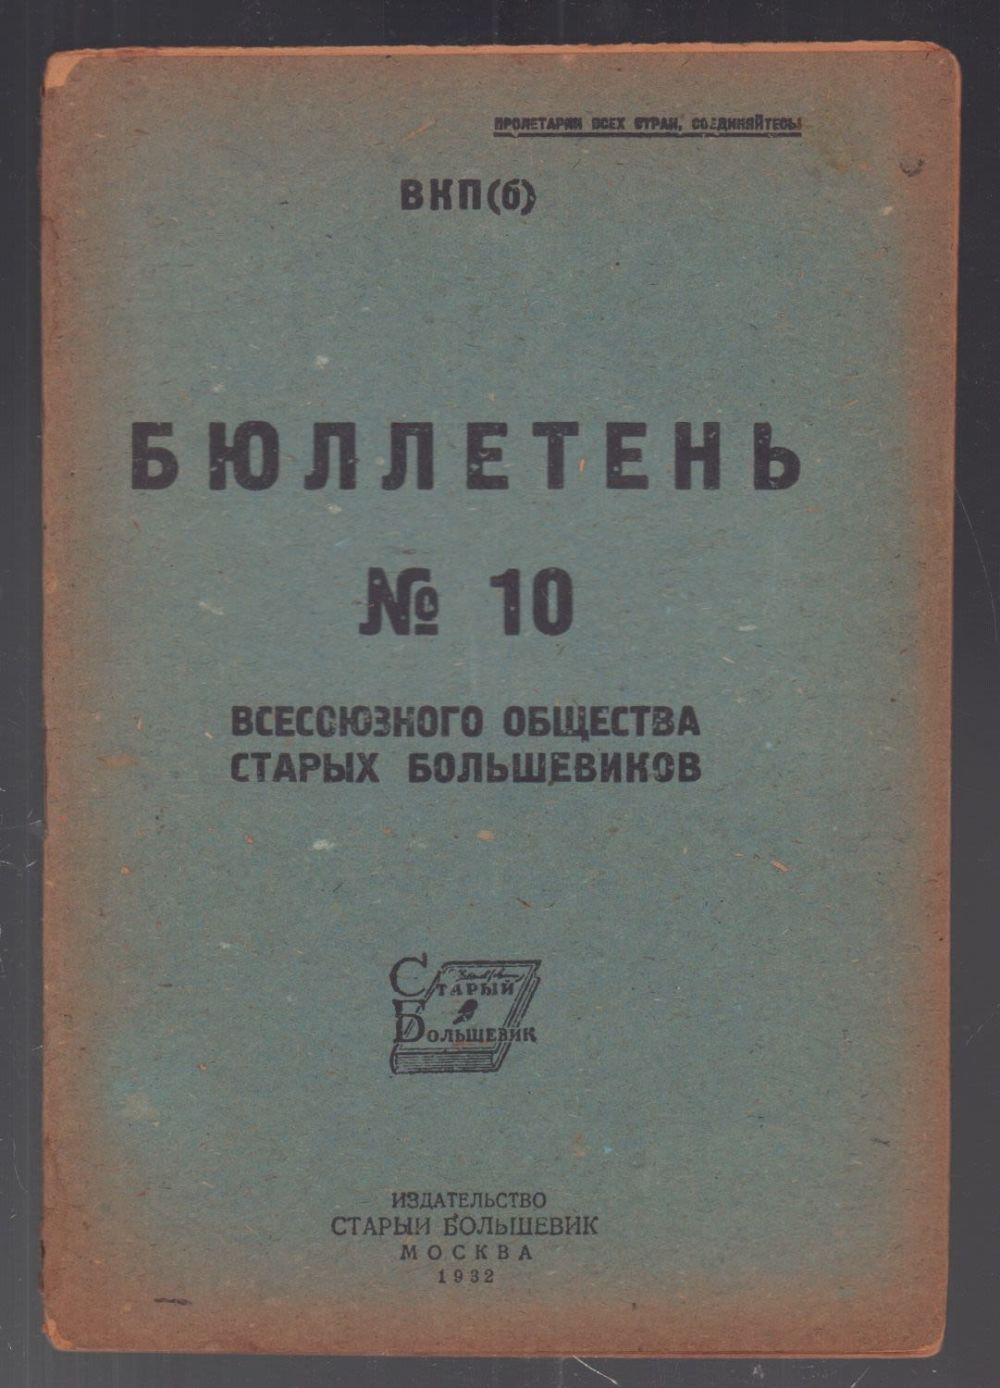 ПРОЛЕТАРИИ ВСЕХ СТРАН, СОЕДИНЯЙТЕСЬ!
ВКП(б)
БЮЛЛЕТЕНЬ
№ 10
ВСЕСОЮЗНОГО ОБЩЕСТВА
СТАРЫХ БОЛЬШЕВИКОВ
СТАРЫЙ
БОЛЬШЕВИК
ИЗДАТЕЛЬСТВО
СТАРЫЙ БОЛЬШЕВИК
МОСКВА
1932